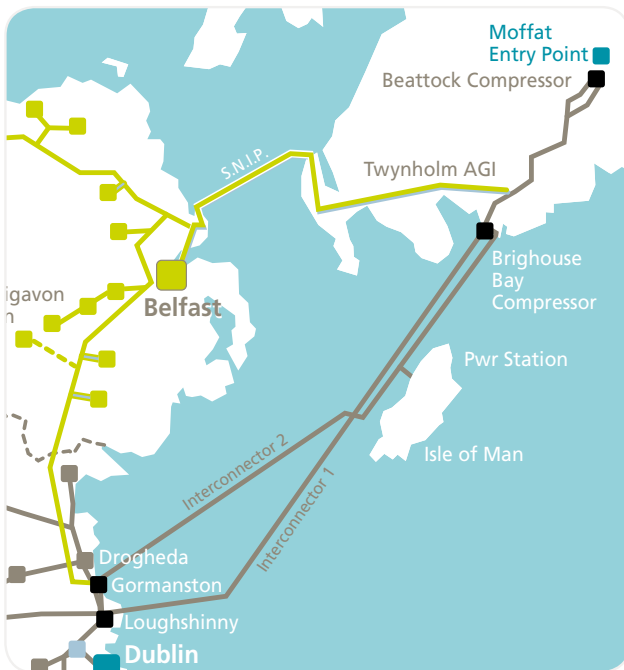 Moffat
Entry Point
Beattock Compressor
S.N.I.P.
Twynholm AGI
Brighouse
Bay
Compressor
igavon
n
Belfast
Pwr Station
Isle of Man
Interconnector 2
Interconnector 1
Drogheda
Gormanston
Loughshinny
Dublin